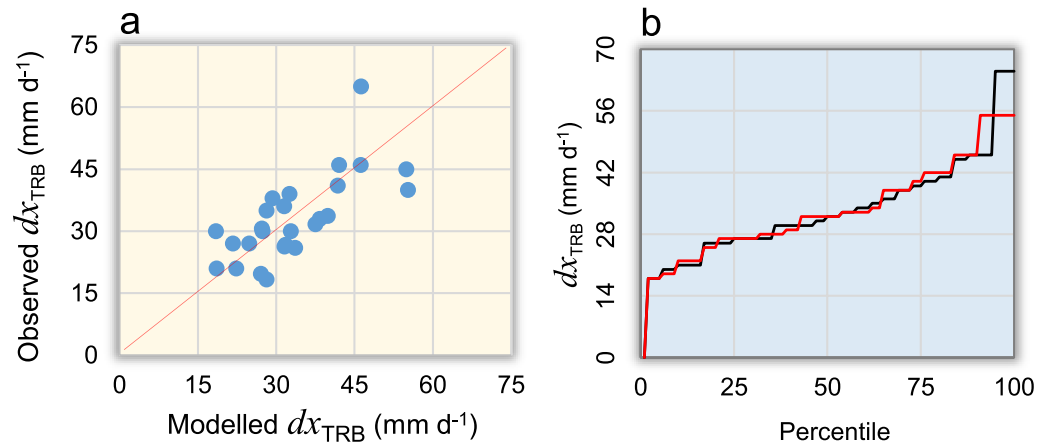 a
Observed dxTRB (mm d-1)
75
60
45
30
15
0
0 15 30 45 60 75
Modelled dxTRB (mm d-1)
b
dxTRB (mm d-1)
70
56
42
28
14
0
0 25 50 75 100
Percentile